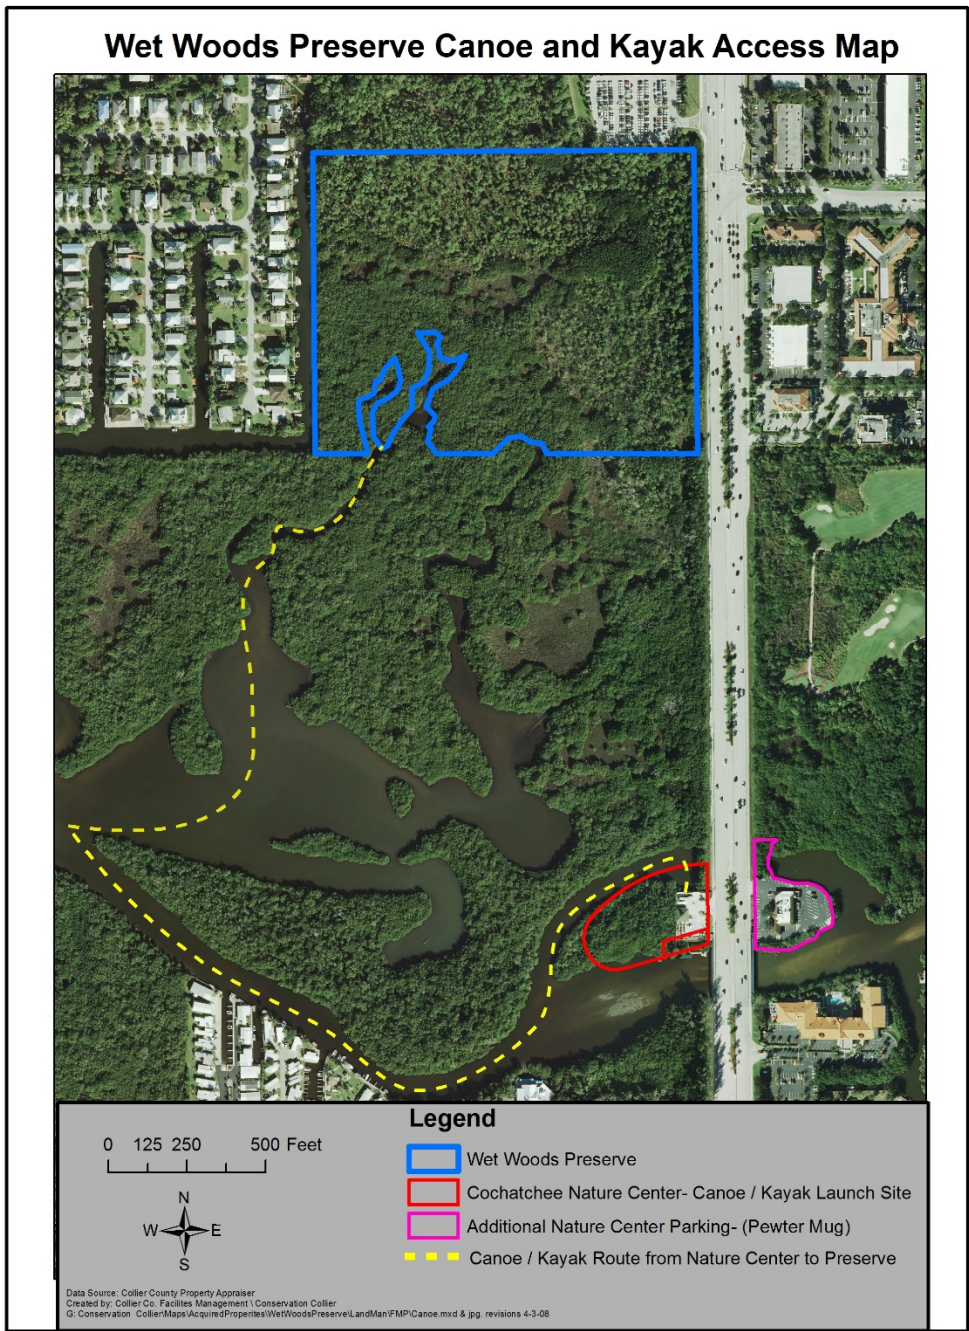 Wet Woods Preserve Canoe and Kayak Access Map
Legend
0 125 250 500 Feet
N
W E
S
Wet Woods Preserve
Cochatchee Nature Center- Canoe / Kayak Launch Site
Additional Nature Center Parking- (Pewter Mug)
Canoe / Kayak Route from Nature Center to Preserve
Data Source: Collier County Property Appraiser
Created by: Collier Co. Facilites Management \ Conservation Collier
G: Conservation Collier\Maps\AcquiredProperites\WetWoodsPreserve\LandMan\FMP\Canoe.mxd & jpg. revisions 4-3-08